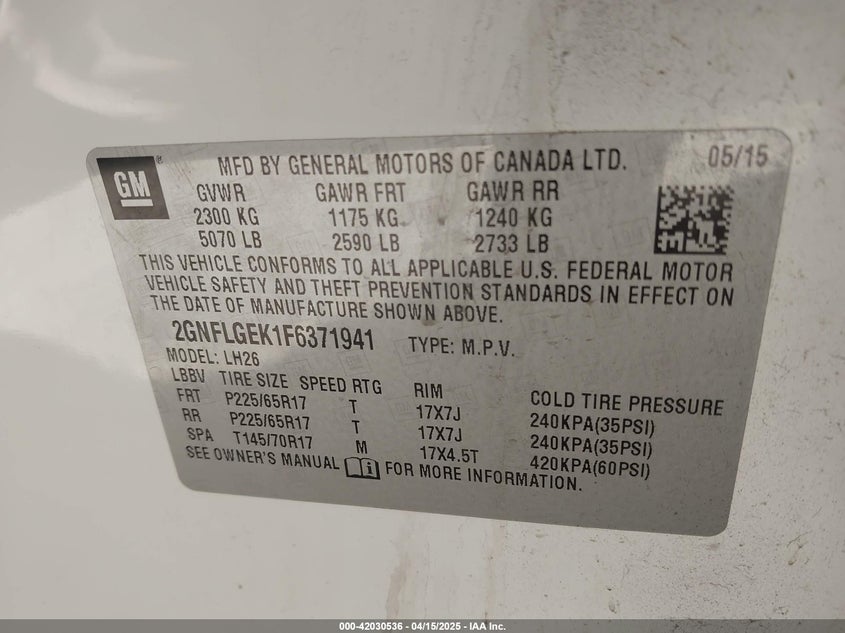 GM® MFD BY GENERAL MOTORS OF CANADA LTD. 05/15
GVWR GAWR FRT GAWR RR
2300 KG 1175 KG 1240 KG
5070 LB 2590 LB 2733 LB
THIS VEHICLE CONFORMS TO ALL APPLICABLE U.S. FEDERAL MOTOR
VEHICLE SAFETY AND THEFT PREVENTION STANDARDS IN EFFECT ON
THE DATE OF MANUFACTURE SHOWN ABOVE.
2GNFLGEK1F6371941 TYPE: M.P.V.
MODEL: LH26
LBBV TIRE SIZE SPEED RTG RIM COLD TIRE PRESSURE
FRT P225/65R17 T 17X7J 240KPA(35PSI)
RR P225/65R17 T 17X7J 240KPA(35PSI)
SPA T145/70R17 M 17X4.5T 420KPA(60PSI)
SEE OWNER'S MANUAL FOR MORE INFORMATION.
000-42030536 - 04/15/2025 - IAA Inc.